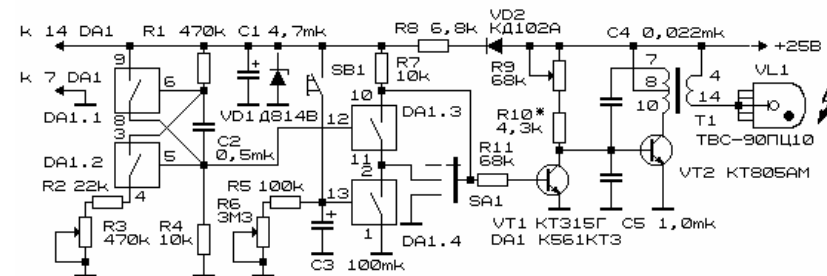 VD2
R8 6,8k КД102А C4 0,022mk
к 14 DA1 R1 470k C1 4,7mk
+25В
SB1 R7 10k R9 68k
7 8 10 4 14 VL1
к 7 DA1 9 6 10
VD1 Д814В DA1.3
DA1.1 8 12
R10* 4,3k T1
3 C2 0,5mk 11 R11 68k ТВС-90ПЦ10
DA1.2 5 2
R2 22k 4 R5 100k 13 SA1 VT2 КТ805АМ
R3 470k R4 10k R6 3М3 1 DA1.4 VT1 КТ315Г C5 1,0mk
DA1 К561КТ3
C3 100mk